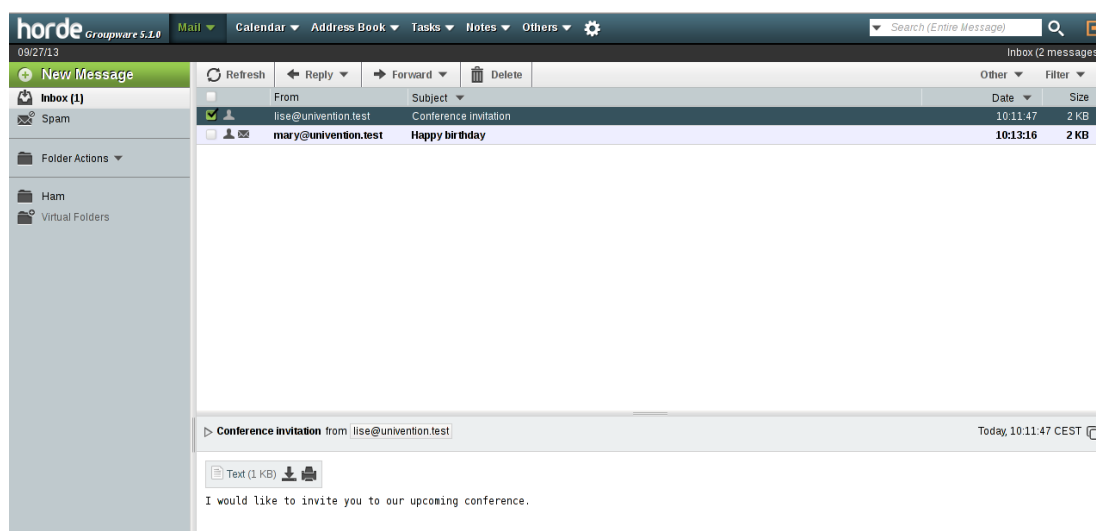 horde Groupware 5.1.0 Mail Calendar Address Book Tasks Notes Others Search (Entire Message)
09/27/13 Inbox (2 messages
New Message Refresh Reply Forward Delete Other Filter
Inbox (1) From Subject Date Size
Spam lise@univention.test Conference invitation 10:11:47 2 KB
mary@univention.test Happy birthday 10:13:16 2 KB
Folder Actions
Ham
Virtual Folders
Conference invitation from lise@univention.test Today, 10:11:47 CEST
Text (1 KB)
I would like to invite you to our upcoming conference.